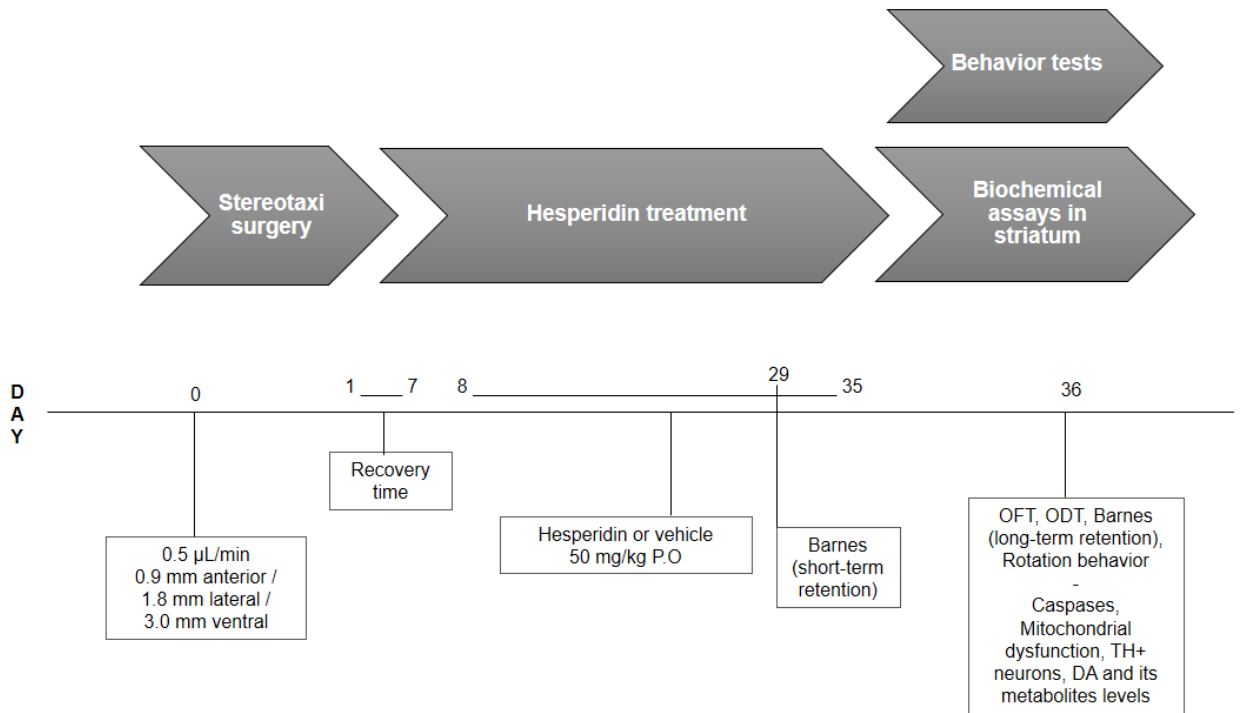 Behavior tests
Stereotaxi
surgery
Hesperidin treatment
Biochemical
assays in
striatum
D
A
Y
0
1
7
8
29
35
36
Recovery
time
0.5 µL/min
0.9 mm anterior /
1.8 mm lateral /
3.0 mm ventral
Hesperidin or vehicle
50 mg/kg P.O
Barnes
(short-term
retention)
OFT, ODT, Barnes
(long-term retention),
Rotation behavior
-
Caspases,
Mitochondrial
dysfunction, TH+
neurons, DA and its
metabolites levels